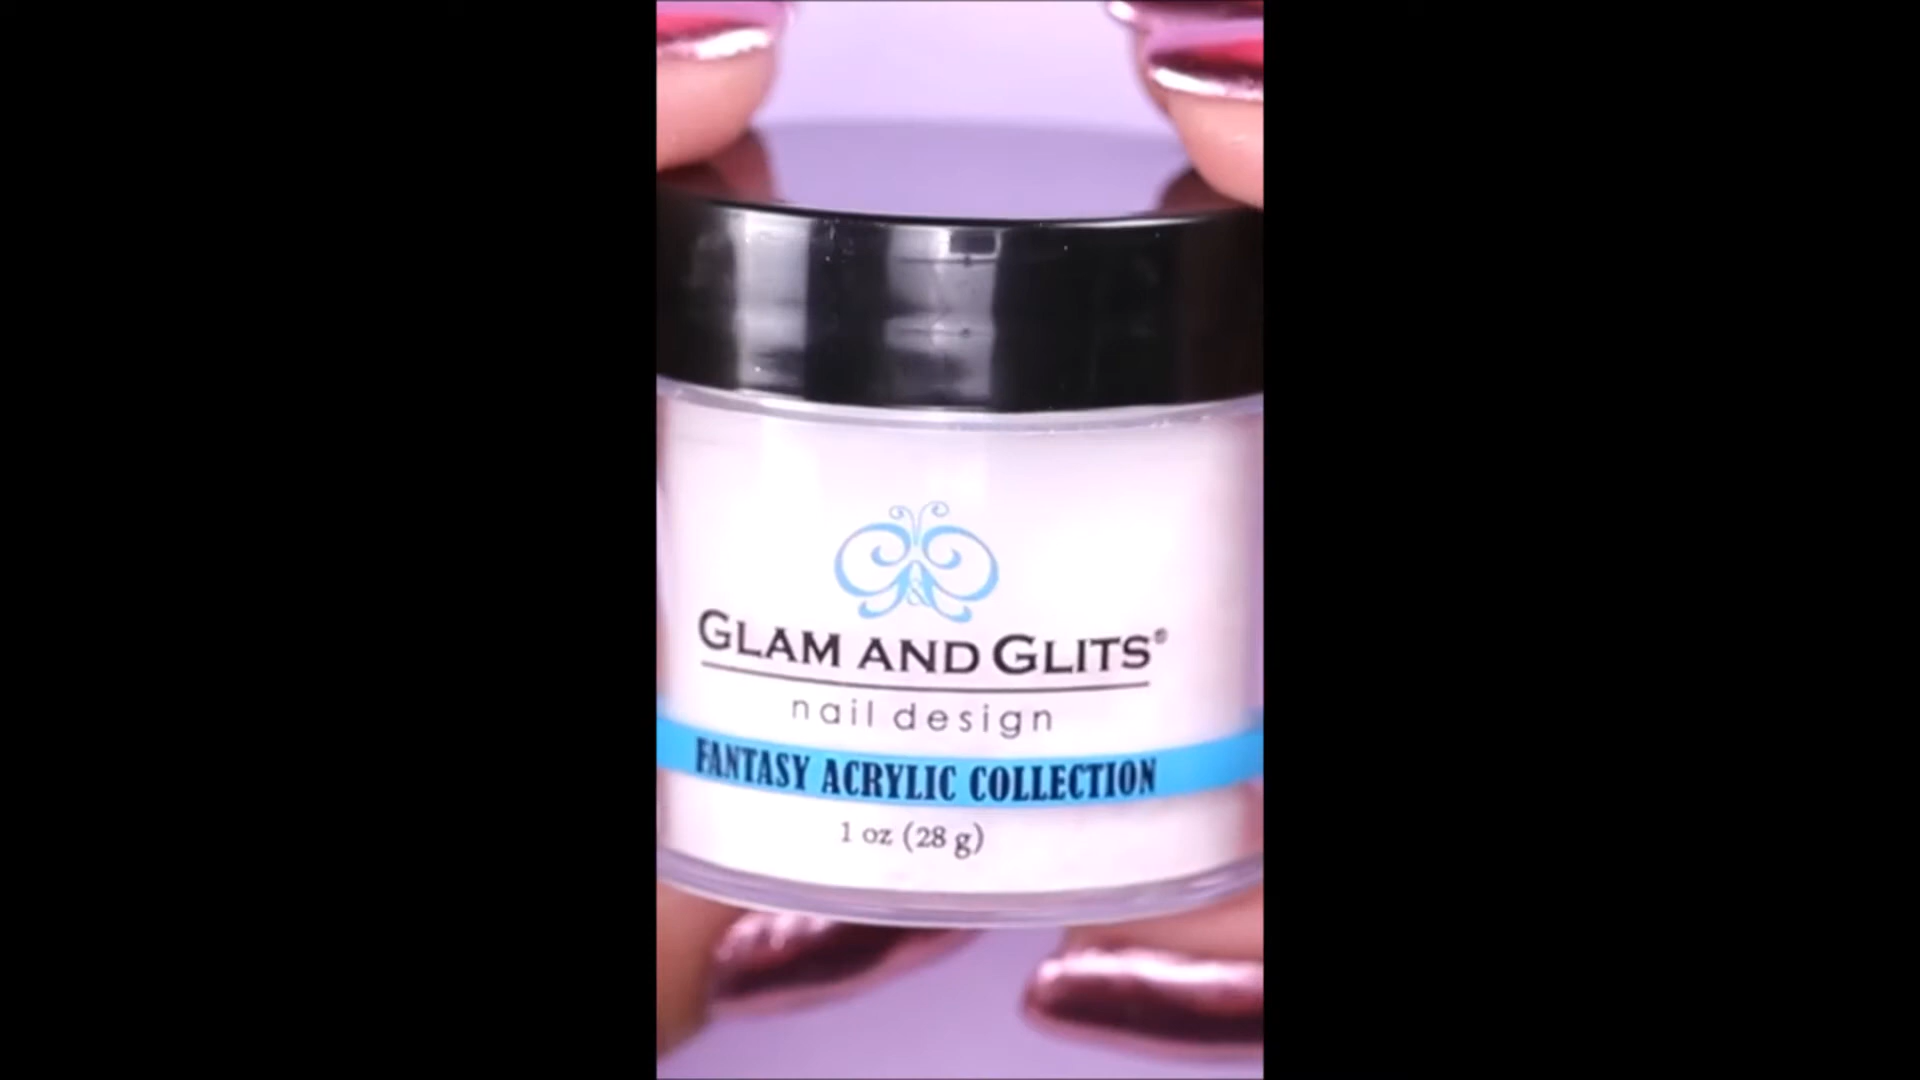 GLAM AND GLITS®
nail design
FANTASY ACRYLIC COLLECTION
1 oz (28 g)